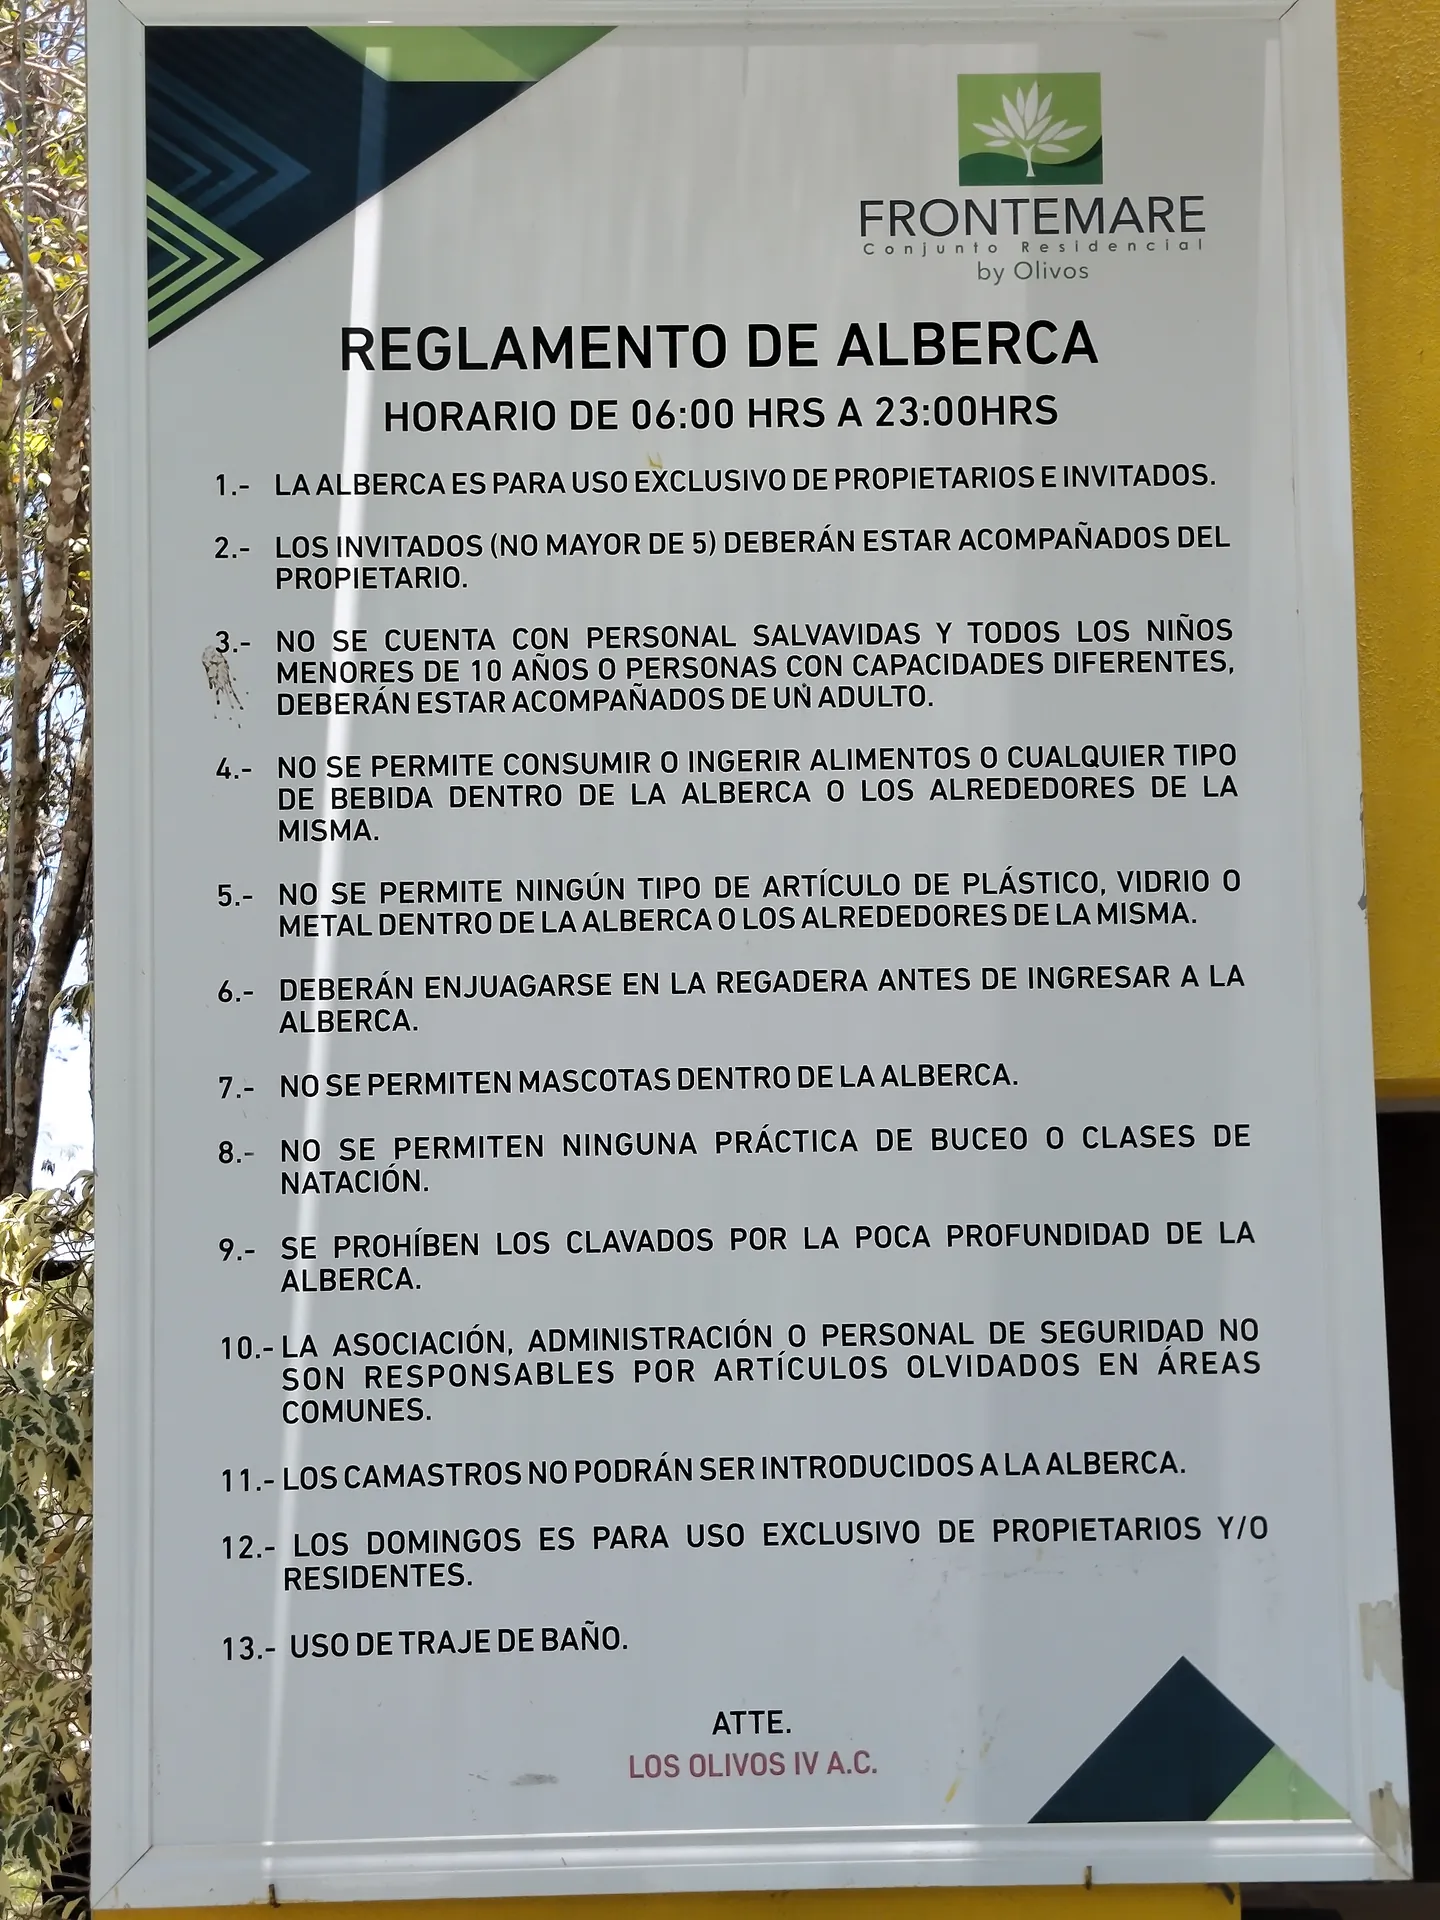 FRONTEMARE
Conjunto Residencial
by Olivos
REGLAMENTO DE ALBERCA
HORARIO DE 06:00 HRS A 23:00HRS
1.- LA ALBERCA ES PARA USO EXCLUSIVO DE PROPIETARIOS E INVITADOS.
2.- LOS INVITADOS (NO MAYOR DE 5) DEBERÁN ESTAR ACOMPAÑADOS DEL
PROPIETARIO.
3.- NO SE CUENTA CON PERSONAL SALVAVIDAS Y TODOS LOS NIÑOS
MENORES DE 10 AÑOS O PERSONAS CON CAPACIDADES DIFERENTES,
DEBERÁN ESTAR ACOMPAÑADOS DE UN ADULTO.
4.- NO SE PERMITE CONSUMIR O INGERIR ALIMENTOS O CUALQUIER TIPO
DE BEBIDA DENTRO DE LA ALBERCA O LOS ALREDEDORES DE LA
MISMA.
5.- NO SE PERMITE NINGÚN TIPO DE ARTÍCULO DE PLÁSTICO, VIDRIO O
METAL DENTRO DE LA ALBERCA O LOS ALREDEDORES DE LA MISMA.
6.- DEBERÁN ENJUAGARSE EN LA REGADERA ANTES DE INGRESAR A LA
ALBERCA.
7.- NO SE PERMITEN MASCOTAS DENTRO DE LA ALBERCA.
8.- NO SE PERMITEN NINGUNA PRÁCTICA DE BUCEO O CLASES DE
NATACIÓN.
9.- SE PROHÍBEN LOS CLAVADOS POR LA POCA PROFUNDIDAD DE LA
ALBERCA.
10.- LA ASOCIACIÓN, ADMINISTRACIÓN O PERSONAL DE SEGURIDAD NO
SON RESPONSABLES POR ARTÍCULOS OLVIDADOS EN ÁREAS
COMUNES.
11.- LOS CAMASTROS NO PODRÁN SER INTRODUCIDOS A LA ALBERCA.
12.- LOS DOMINGOS ES PARA USO EXCLUSIVO DE PROPIETARIOS Y/O
RESIDENTES.
13.- USO DE TRAJE DE BAÑO.
ATTE.
LOS OLIVOS IV A.C.